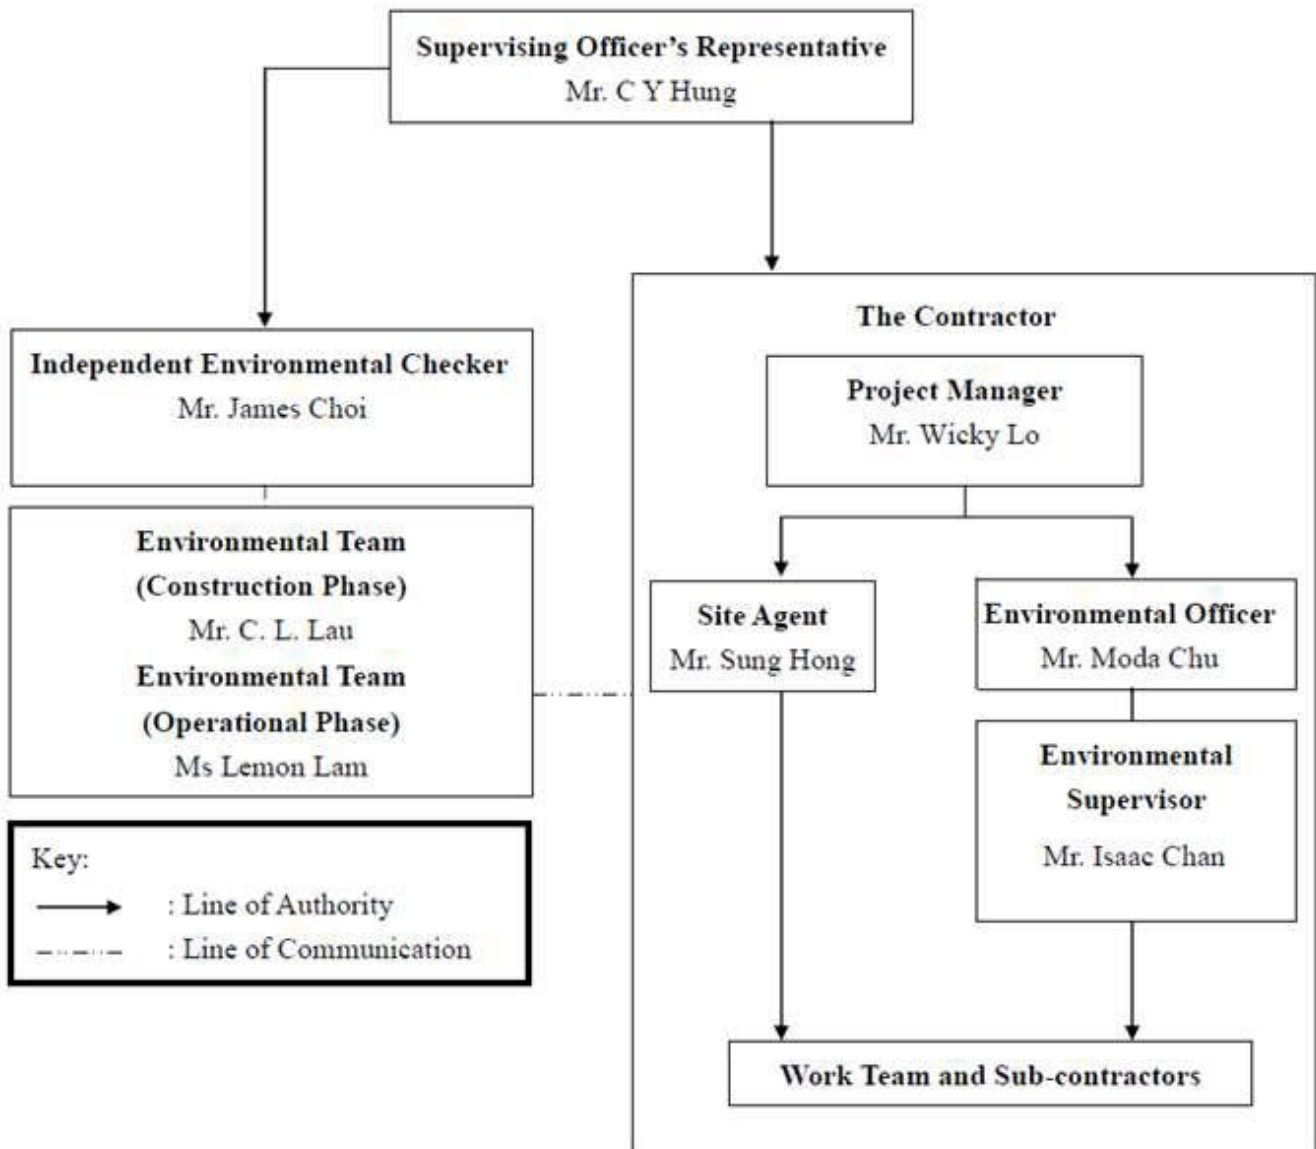 Supervising Officer's Representative
Mr. C Y Hung
Independent Environmental Checker
Mr. James Choi
Environmental Team
(Construction Phase)
Mr. C. L. Lau
Environmental Team
(Operational Phase)
Ms Lemon Lam
Key:
: Line of Authority
: Line of Communication
The Contractor
Project Manager
Mr. Wicky Lo
Site Agent
Mr. Sung Hong
Environmental Officer
Mr. Moda Chu
Environmental
Supervisor
Mr. Isaac Chan
Work Team and Sub-contractors